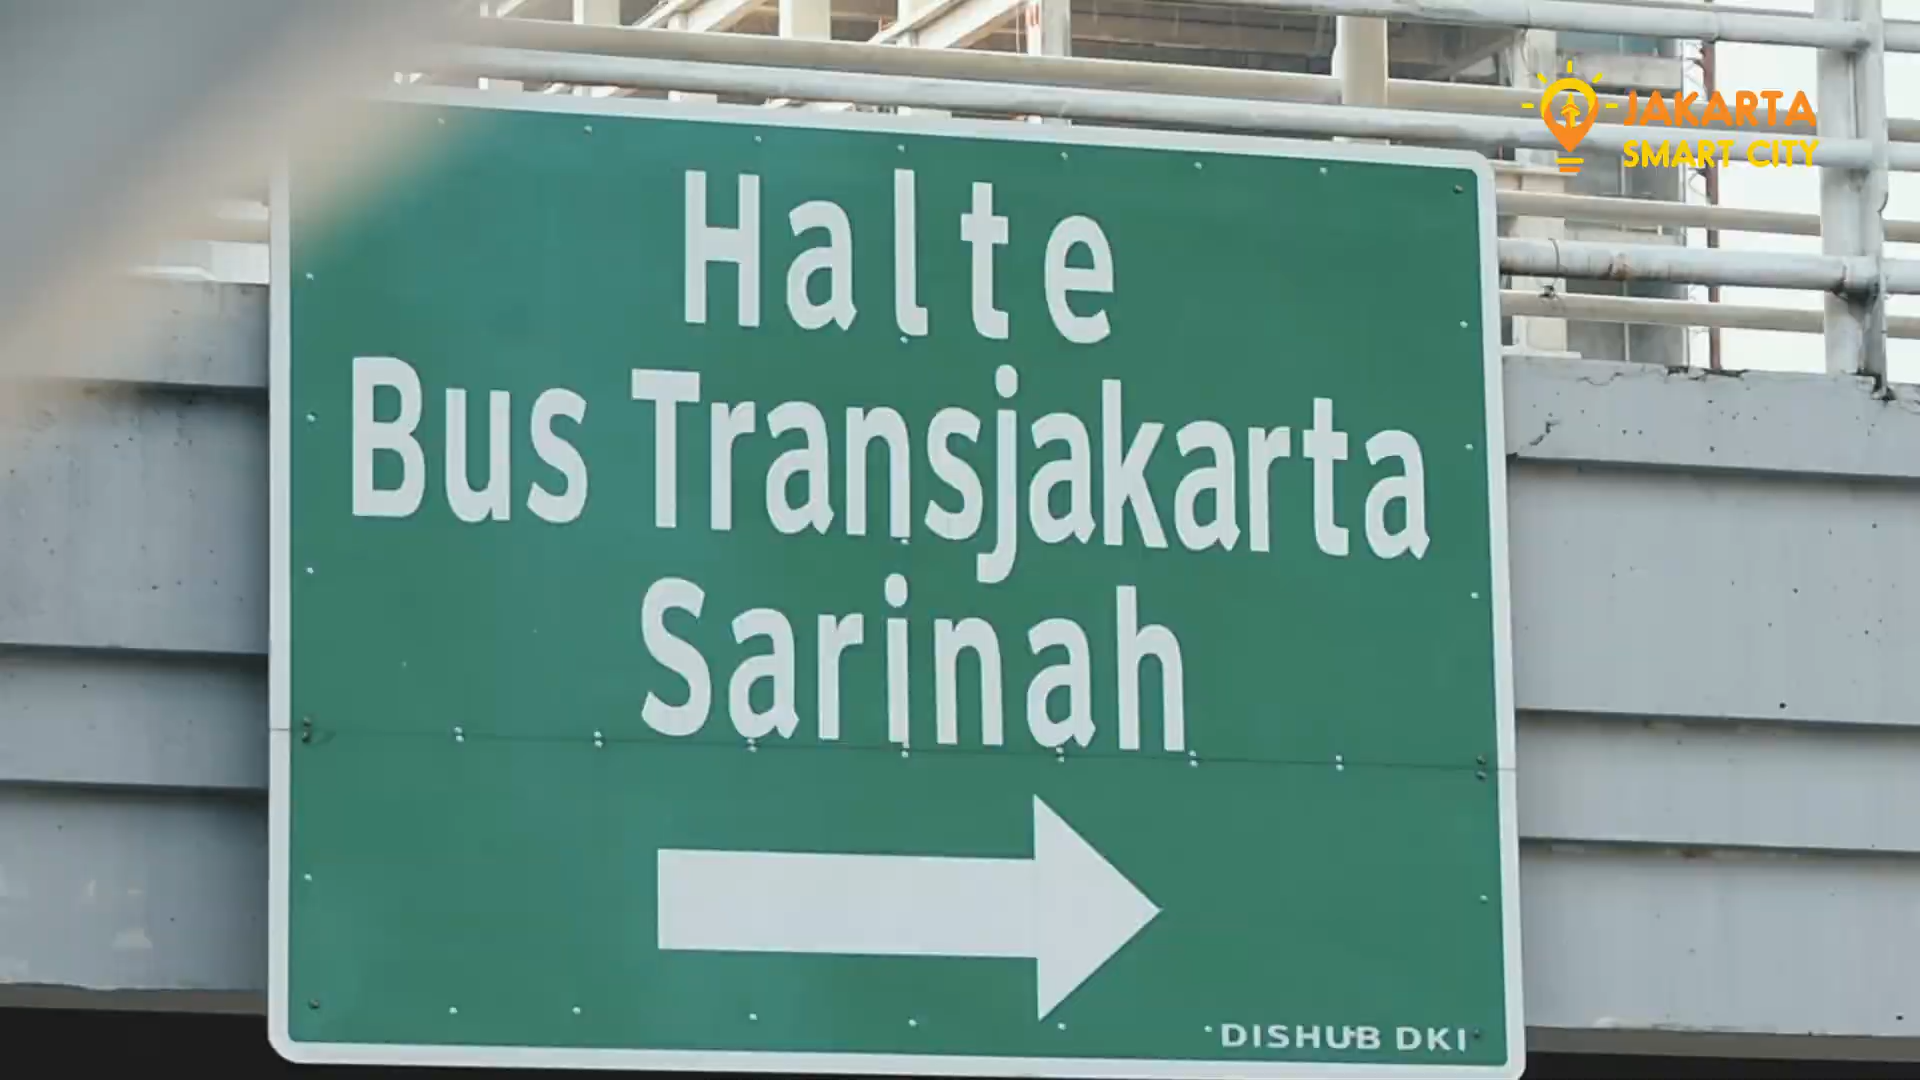 JAKARTA
SMART CITY
Halte
Bus Transjakarta
Sarinah
DISHUB DKI